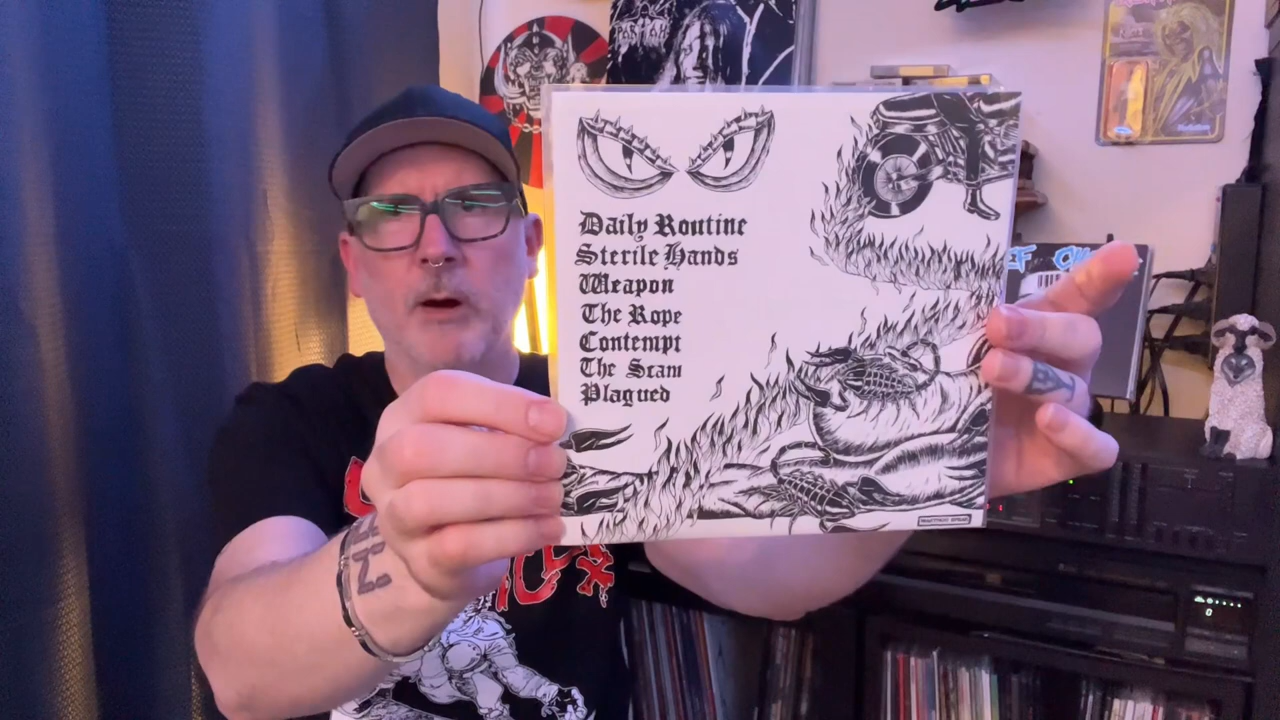 Daily Routine
Sterile Hands
Weapon
The Rope
Contempt
The Scam
Plagued